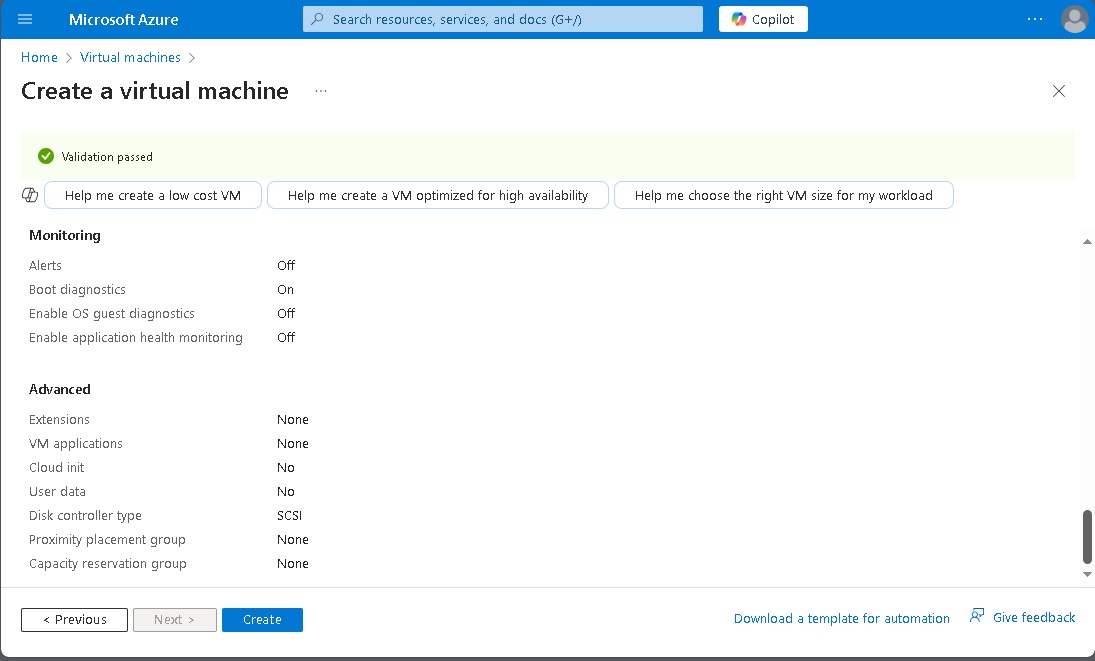 Microsoft Azure
Search resources, services, and docs (G+/)
Copilot
Home > Virtual machines >
Create a virtual machine ...
Validation passed
Help me create a low cost VM
Help me create a VM optimized for high availability
Help me choose the right VM size for my workload
Monitoring
Alerts Off
Boot diagnostics On
Enable OS guest diagnostics Off
Enable application health monitoring Off
Advanced
Extensions None
VM applications None
Cloud init No
User data No
Disk controller type SCSI
Proximity placement group None
Capacity reservation group None
< Previous
Next >
Create
Download a template for automation
Give feedback